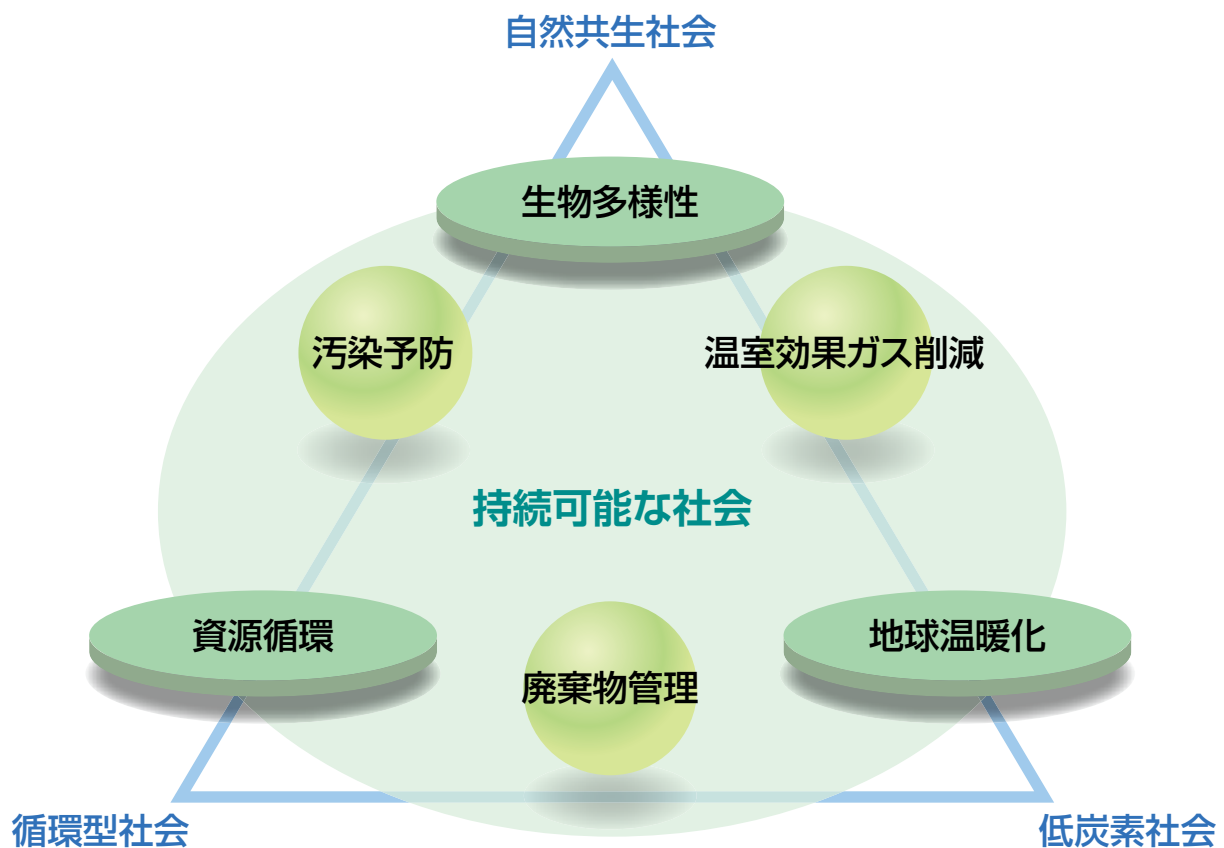 自然共生社会
生物多様性
汚染予防
温室効果ガス削減
持続可能な社会
資源循環
地球温暖化
廃棄物管理
循環型社会
低炭素社会